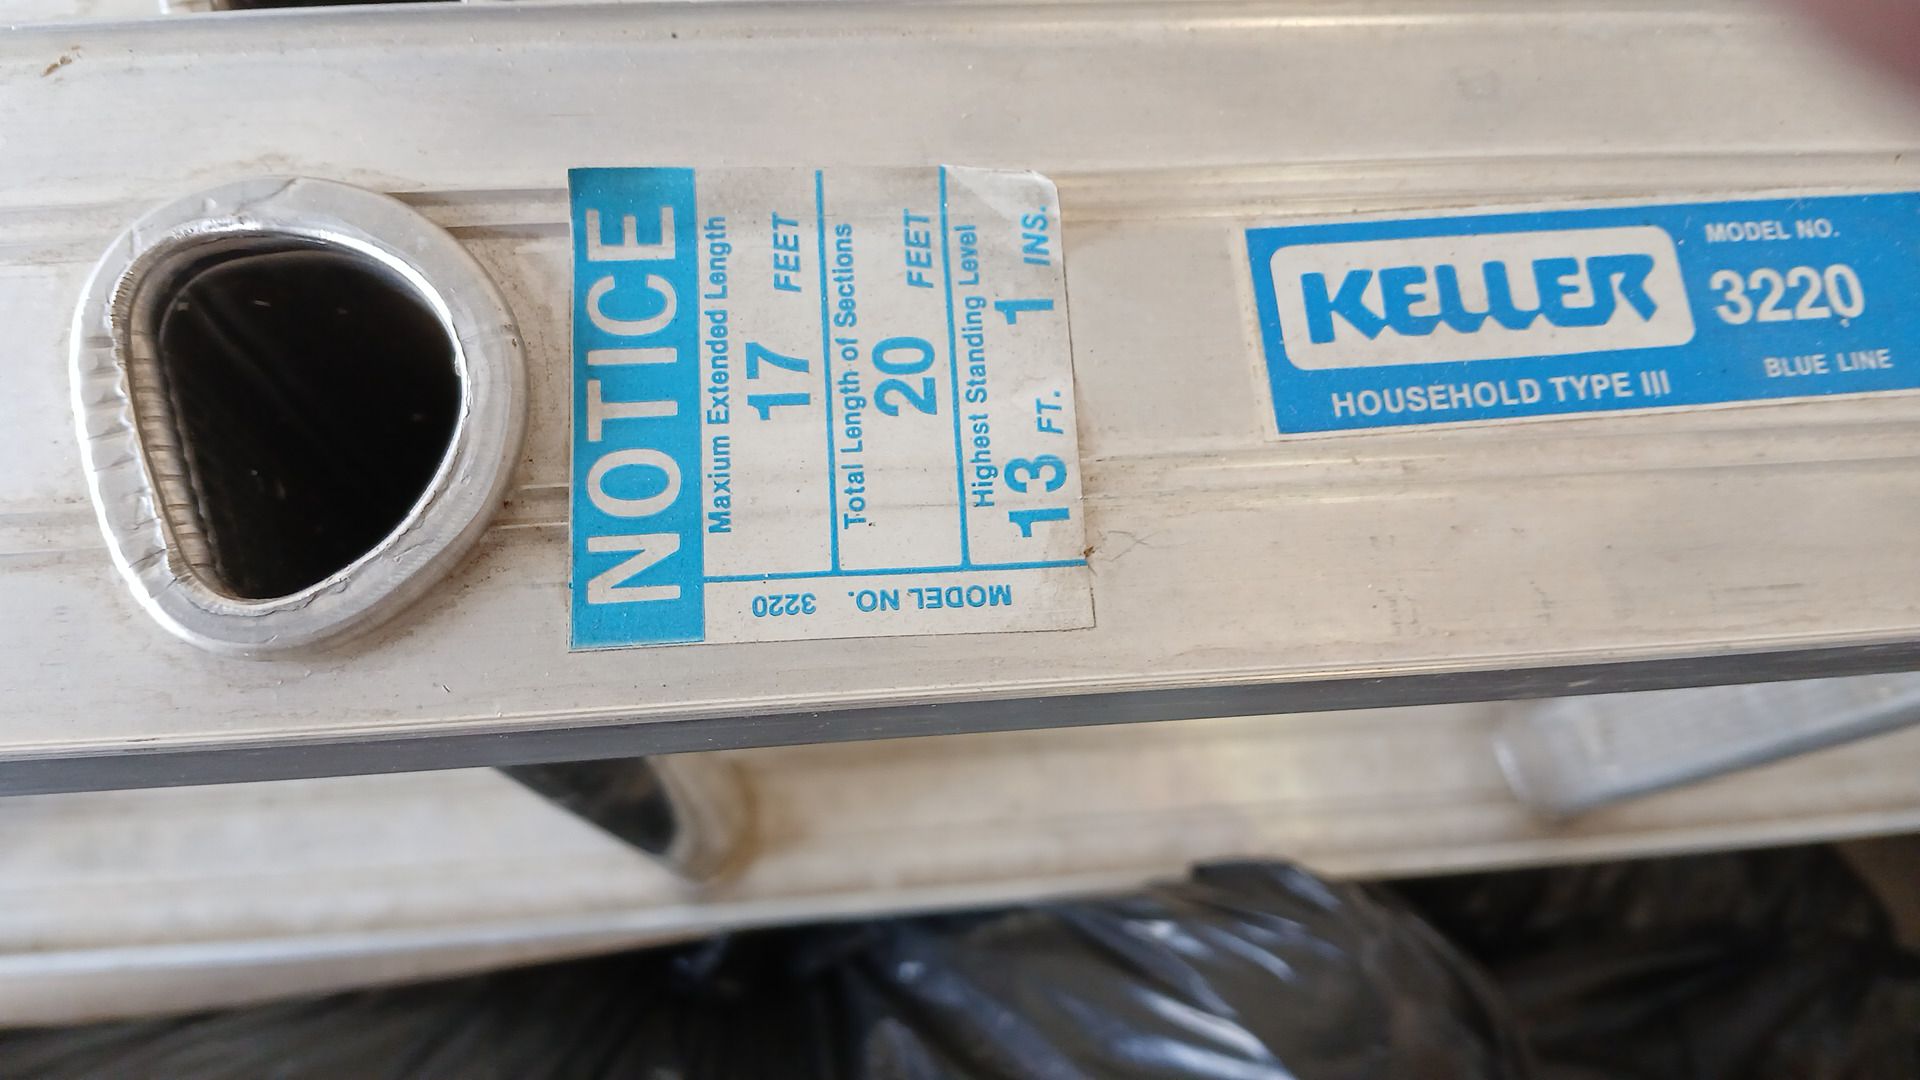 NOTICE
Maxium Extended Length
17 FEET
Total Length of Sections
20 FEET
Highest Standing Level
13 FT. 1 INS.
MODEL NO. 3220
KELLER
HOUSEHOLD TYPE III
MODEL NO.
3220
BLUE LINE